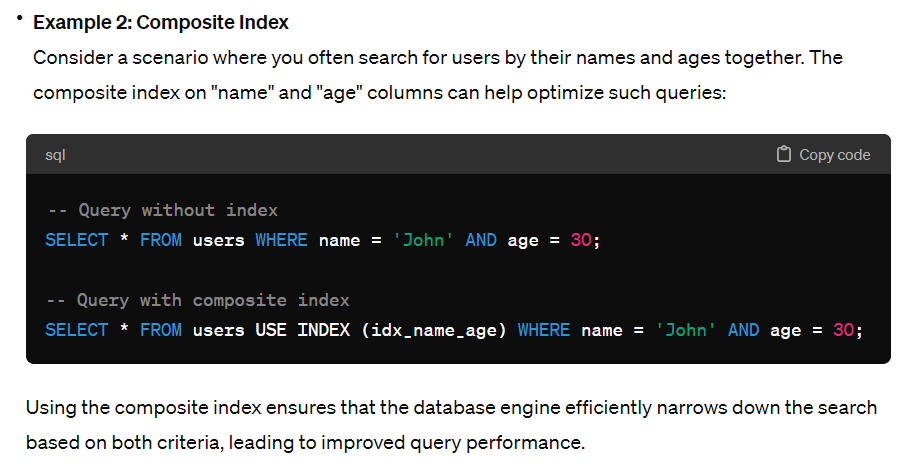 • Example 2: Composite Index
Consider a scenario where you often search for users by their names and ages together. The
composite index on "name" and "age" columns can help optimize such queries:
sql
Copy code
-- Query without index
SELECT * FROM users WHERE name = 'John' AND age = 30;
-- Query with composite index
SELECT * FROM users USE INDEX (idx_name_age) WHERE name = 'John' AND age = 30;
Using the composite index ensures that the database engine efficiently narrows down the search
based on both criteria, leading to improved query performance.